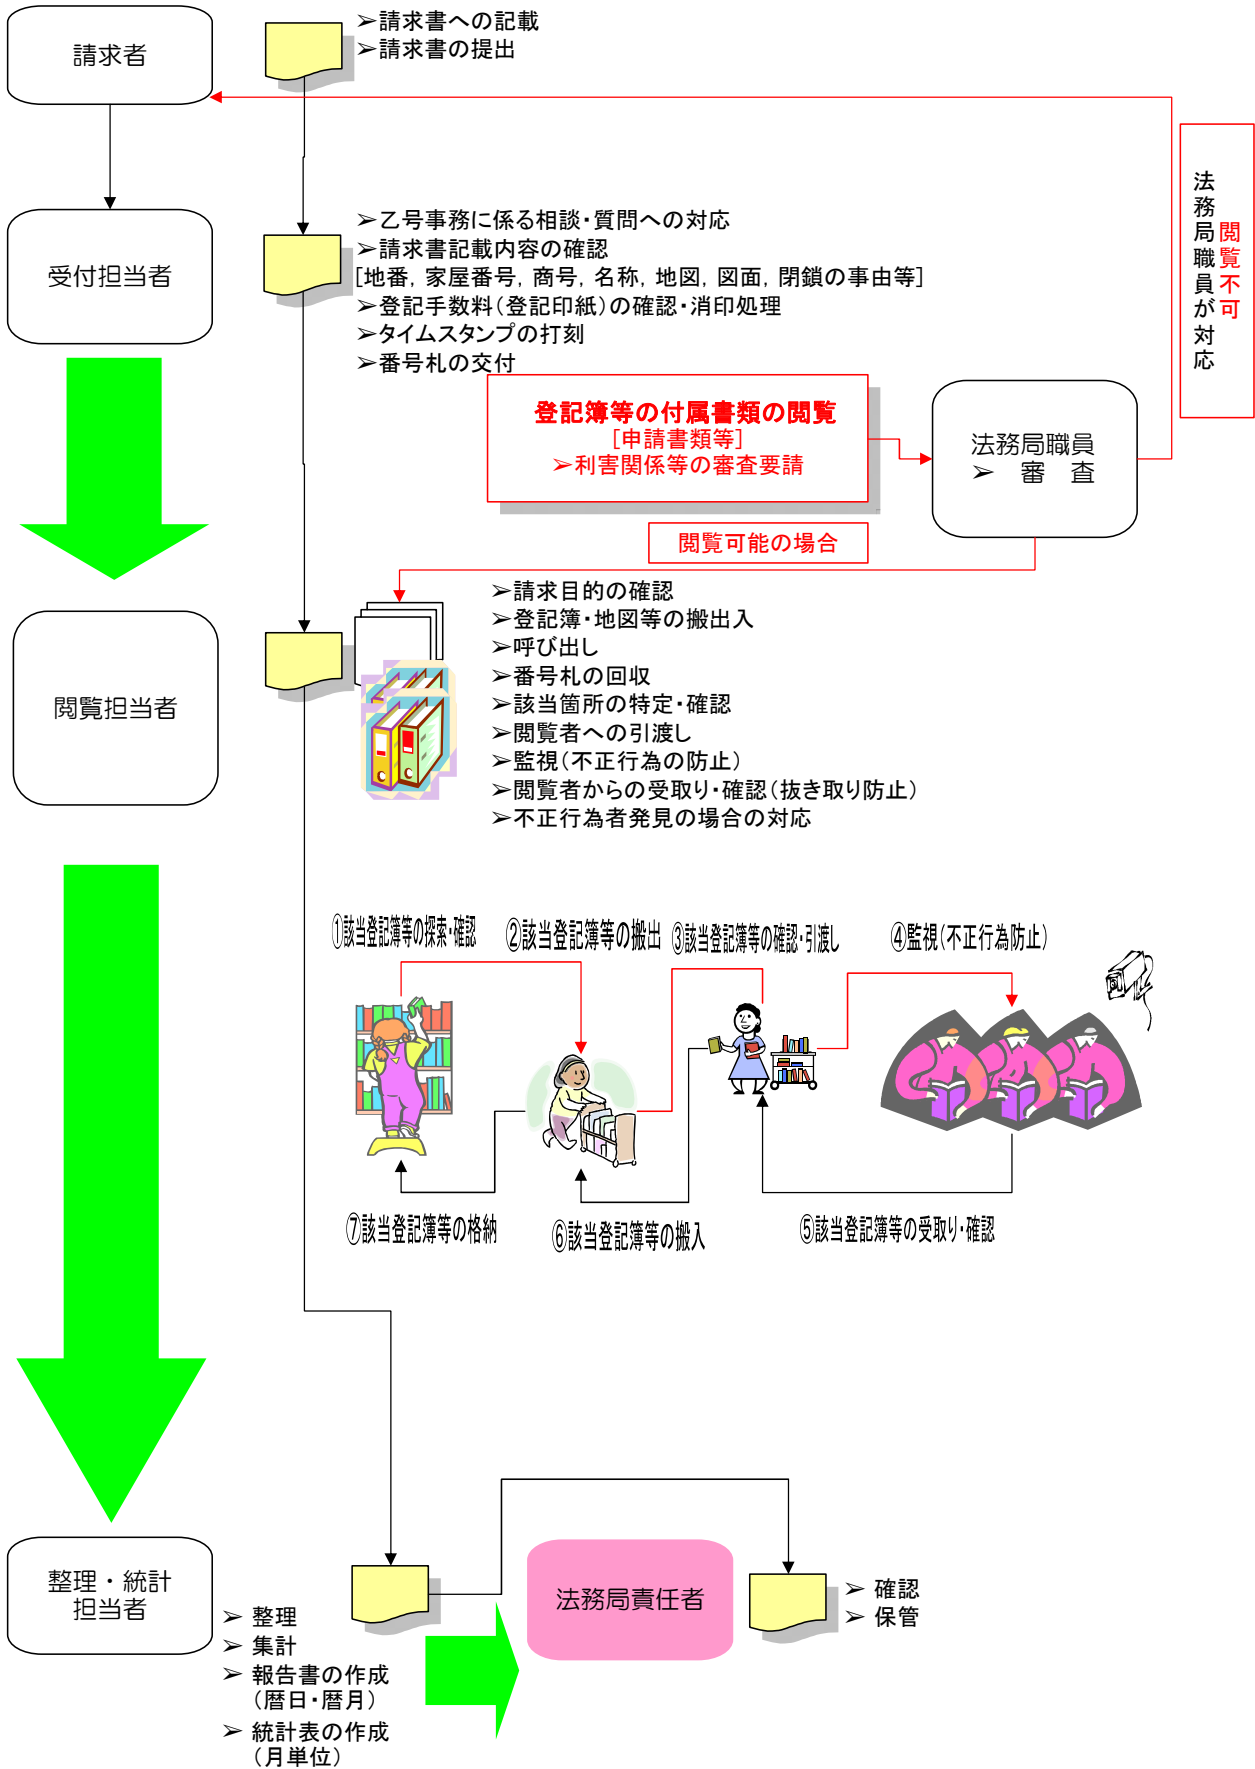 請求者
➢請求書への記載
➢請求書の提出
法務局職員が対応
閲覧不可
受付担当者
➢乙号事務に係る相談・質問への対応
➢請求書記載内容の確認
[地番，家屋番号，商号，名称，地図，図面，閉鎖の事由等]
➢登記手数料（登記印紙）の確認・消印処理
➢タイムスタンプの打刻
➢番号札の交付
登記簿等の付属書類の閲覧
[申請書類等]
➢利害関係等の審査要請
法務局職員
➢ 審 査
閲覧可能の場合
閲覧担当者
➢請求目的の確認
➢登記簿・地図等の搬出入
➢呼び出し
➢番号札の回収
➢該当箇所の特定・確認
➢閲覧者への引渡し
➢監視（不正行為の防止）
➢閲覧者からの受取り・確認（抜き取り防止）
➢不正行為者発見の場合の対応
①該当登記簿等の探索・確認
②該当登記簿等の搬出
③該当登記簿等の確認・引渡し
④監視（不正行為防止）
⑦該当登記簿等の格納
⑥該当登記簿等の搬入
⑤該当登記簿等の受取り・確認
整理・統計
担当者
➢ 整理
➢ 集計
➢ 報告書の作成
（暦日・暦月）
➢ 統計表の作成
（月単位）
法務局責任者
➢ 確認
➢ 保管